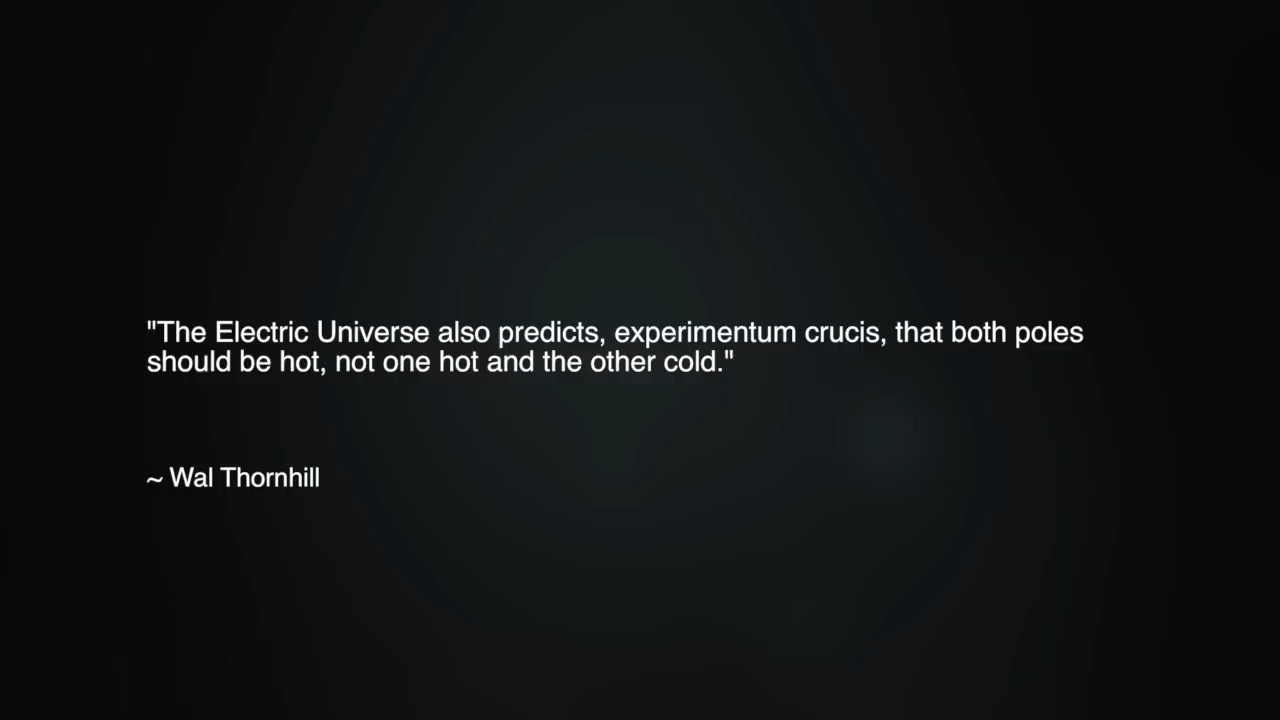 "The Electric Universe also predicts, experimentum crucis, that both poles
should be hot, not one hot and the other cold."
~ Wal Thornhill